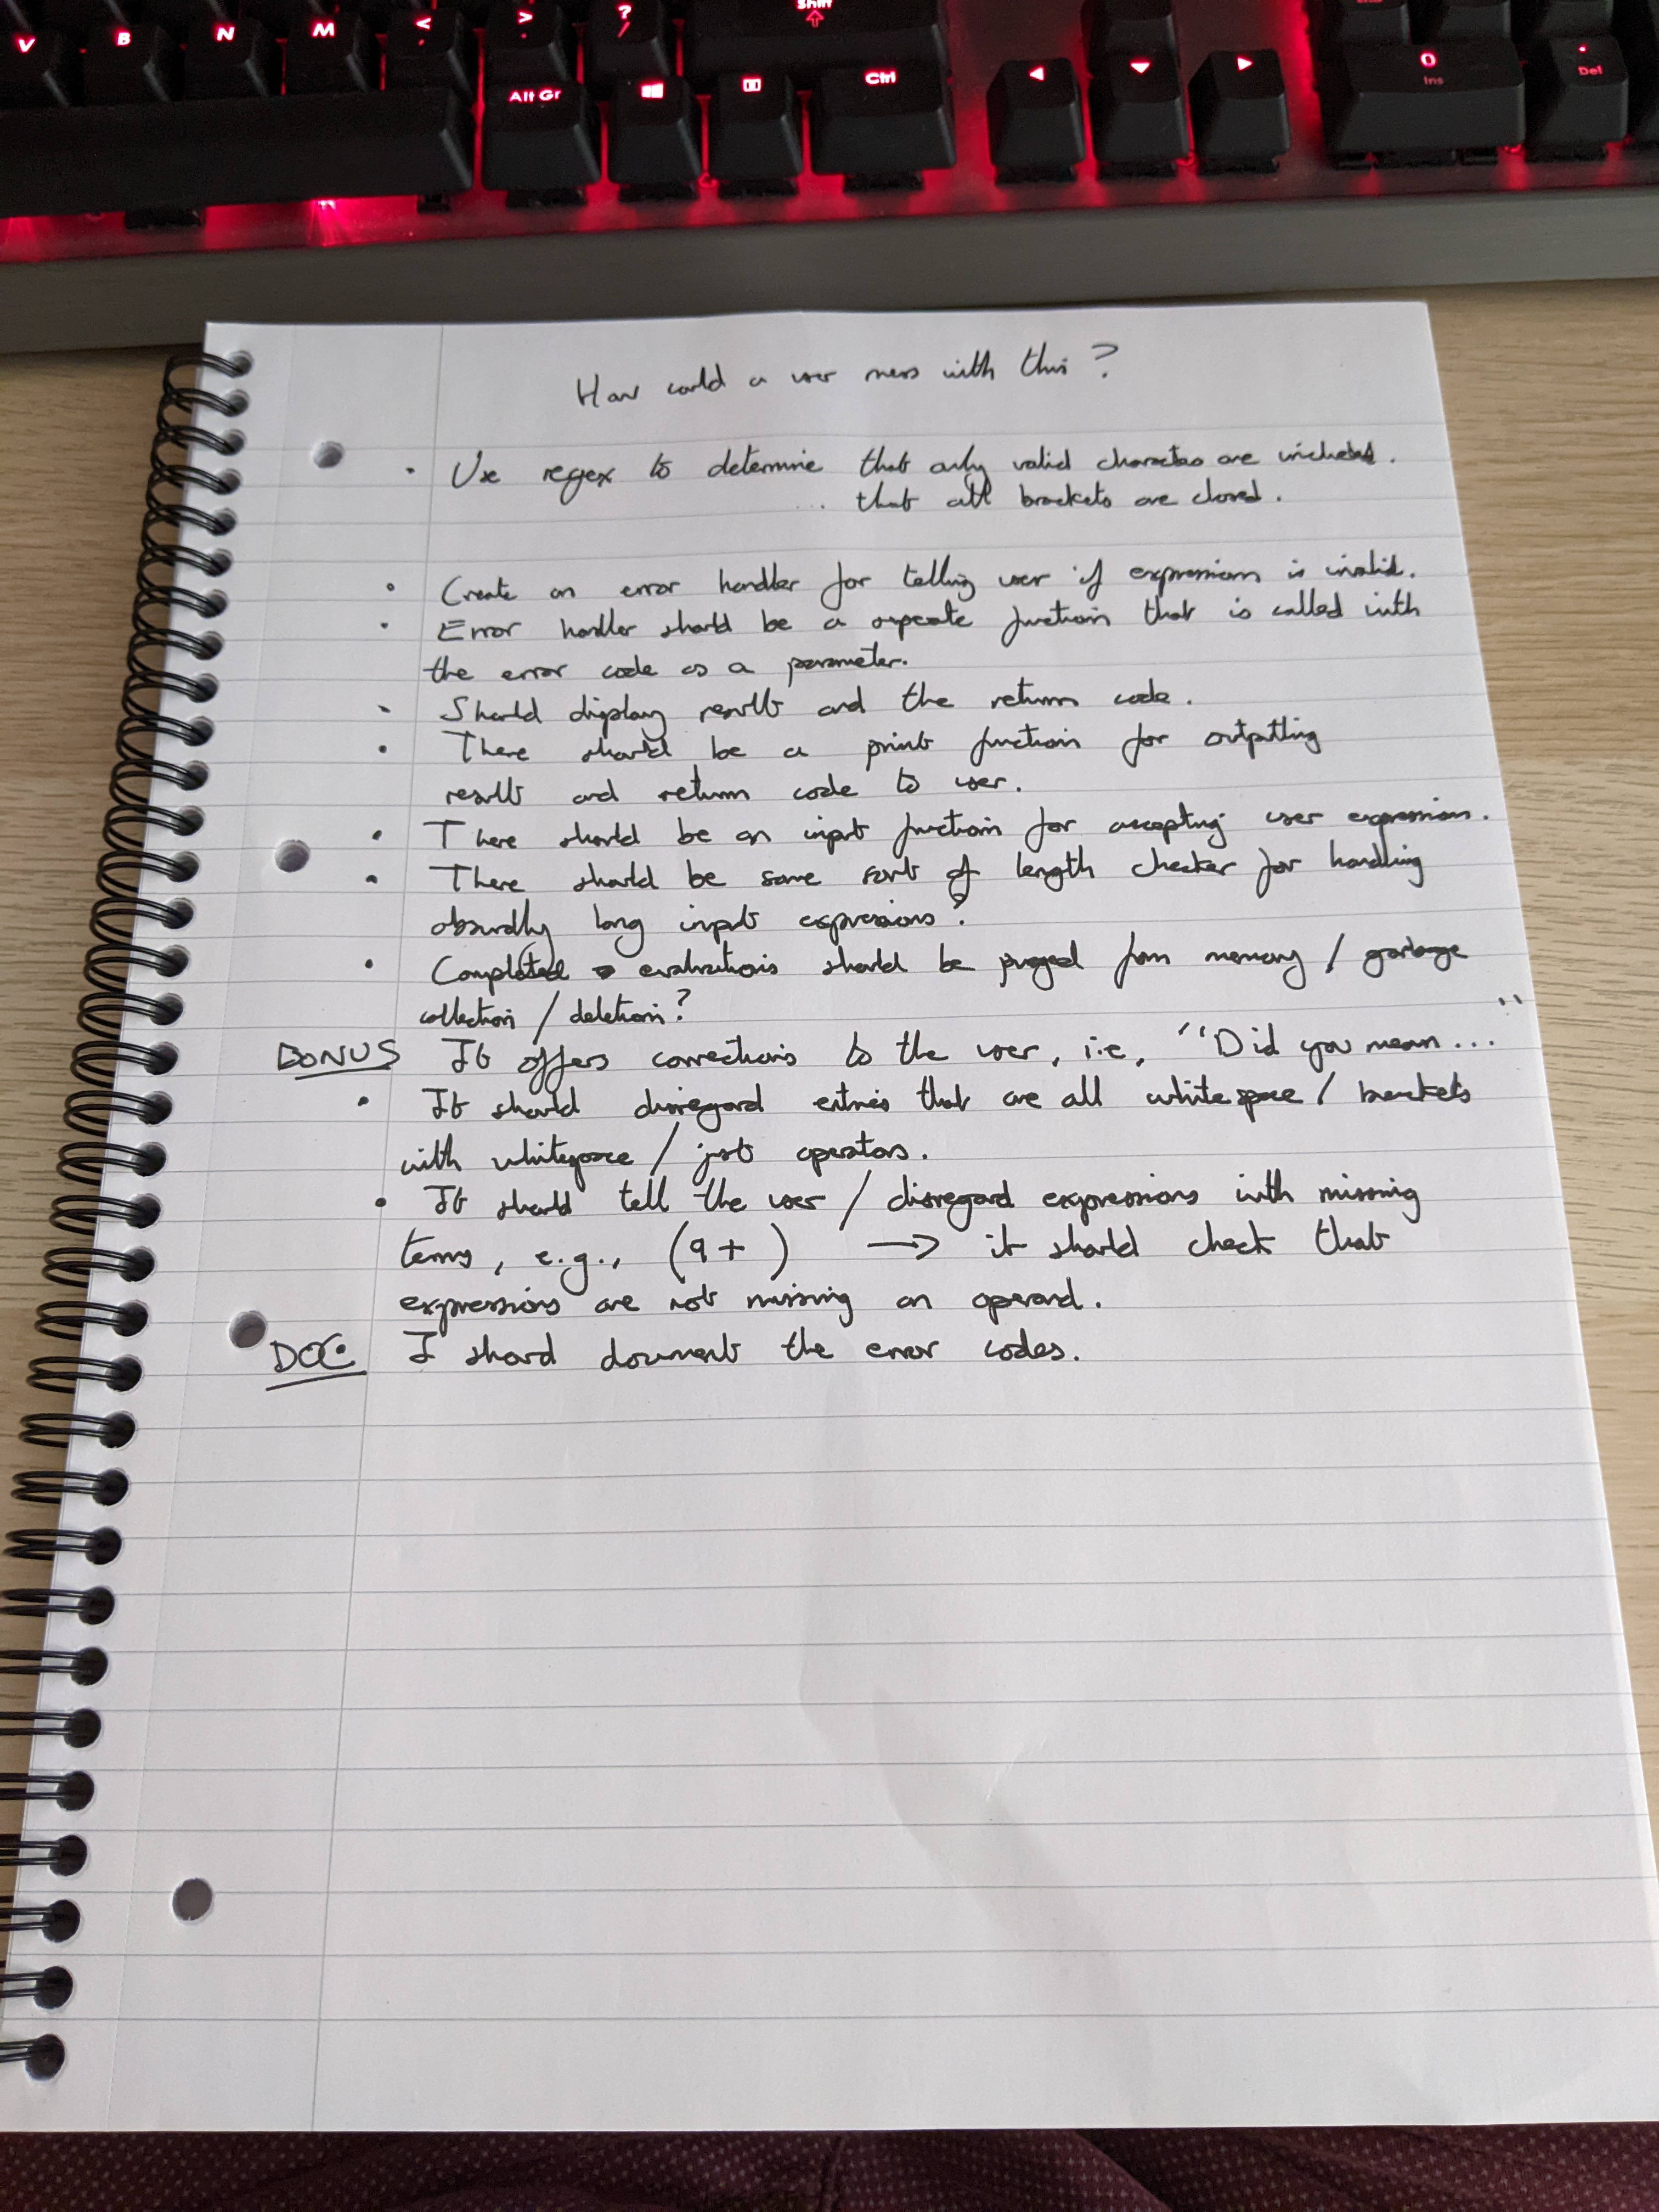 V B N M < , > . ? / Shift
Alt Gr Ctrl 0 Ins . Del
How could a user mess with this?
• Use regex to determine that only valid characters are included.
... that all brackets are closed.
• Create an error handler for telling user if expression is invalid.
• Error handler should be a seperate function that is called with
the error code as a parameter.
• Should display result and the return code.
• There should be a print function for outputting
result and return code to user.
• There should be an input function for accepting user expression.
• There should be some sort of length checker for handling
absurdly long input expressions?
• Completed evaluations should be purged from memory / garbage
collection / deletion?
BONUS It offers corrections to the user, i.e, "Did you mean..."
• It should disregard entries that are all whitespace / brackets
with whitespace / just operators.
• It should tell the user / disregard expressions with missing
terms, e.g., (9+ ) → it should check that
expressions are not missing an operand.
DOC I should document the error codes.